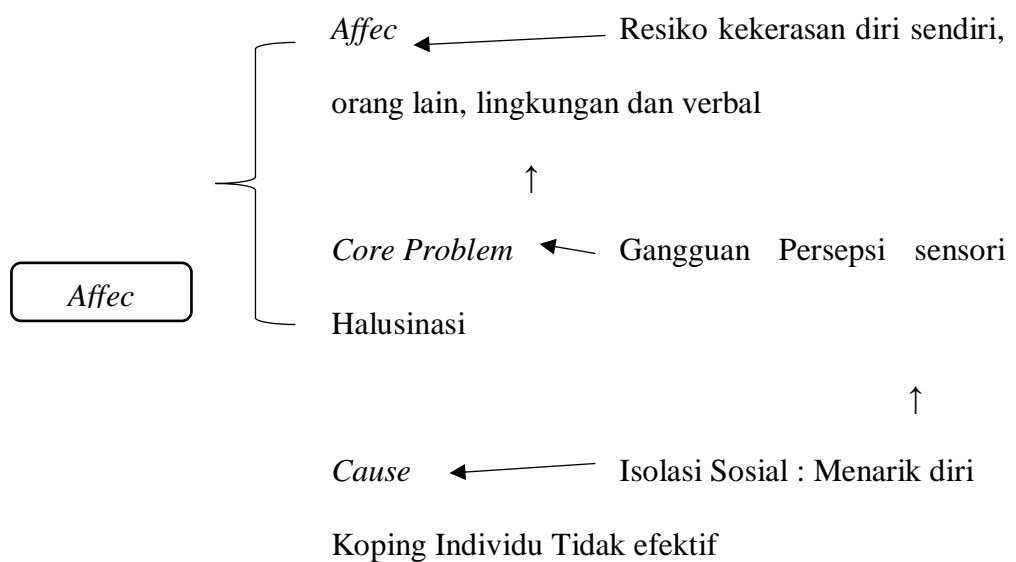 Affec Resiko kekerasan diri sendiri,
orang lain, lingkungan dan verbal
↑
Core Problem Gangguan Persepsi sensori
Affec
Halusinasi
↑
Cause Isolasi Sosial : Menarik diri
Koping Individu Tidak efektif